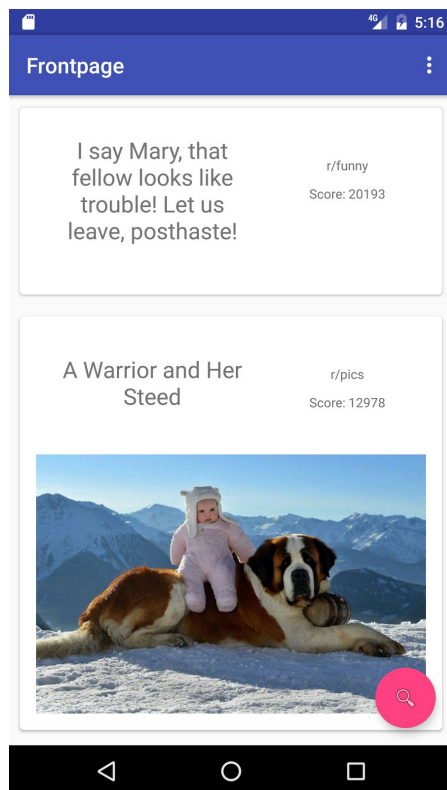 4G 5:16
Frontpage
I say Mary, that
fellow looks like
trouble! Let us
leave, posthaste!
r/funny
Score: 20193
A Warrior and Her
Steed
r/pics
Score: 12978